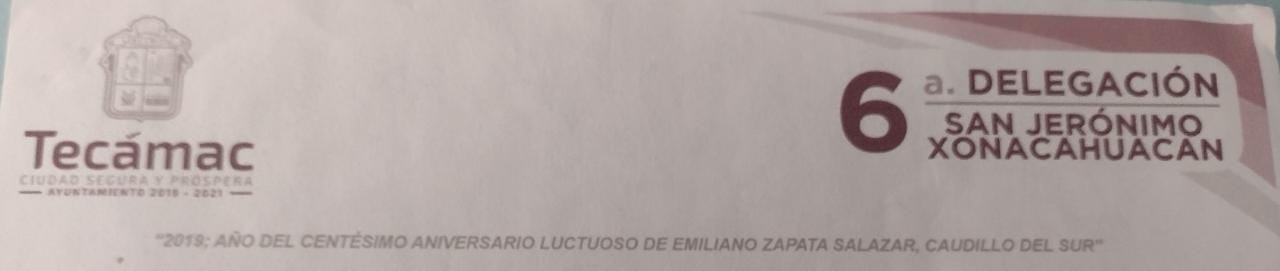 Tecámac
CIUDAD SEGURA Y PRÓSPERA
AYUNTAMIENTO 2019 - 2021
6a. DELEGACIÓN
SAN JERÓNIMO
XONACAHUACAN
"2019; AÑO DEL CENTÉSIMO ANIVERSARIO LUCTUOSO DE EMILIANO ZAPATA SALAZAR, CAUDILLO DEL SUR"